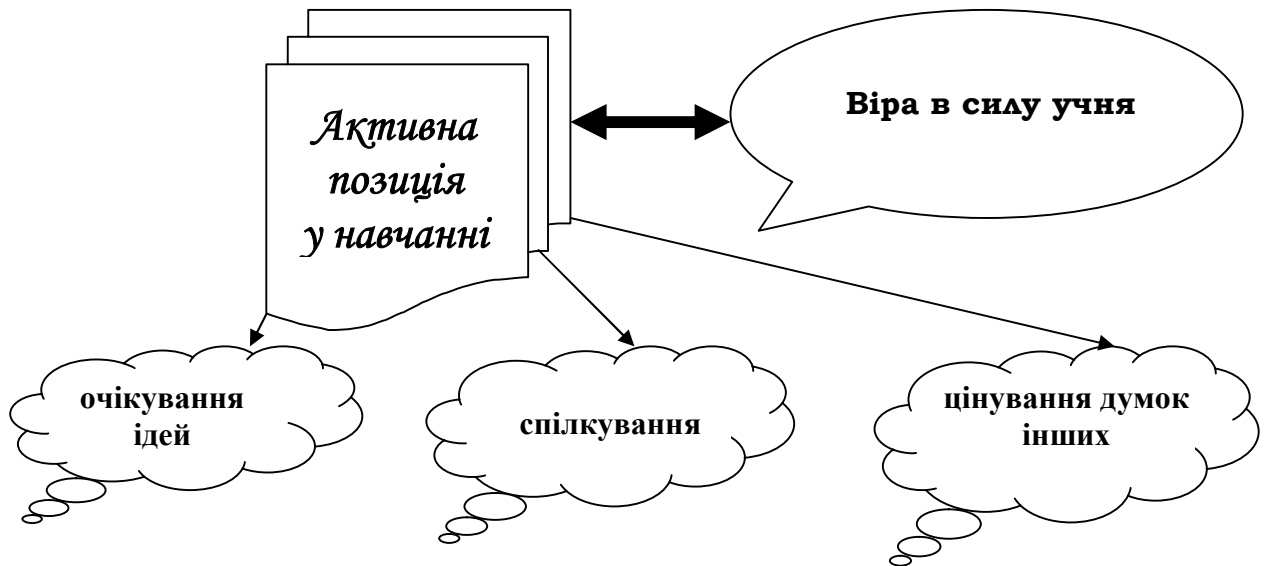 Активна
позиція
у навчанні
Віра в силу учня
очікування
ідей
спілкування
цінування думок
інших